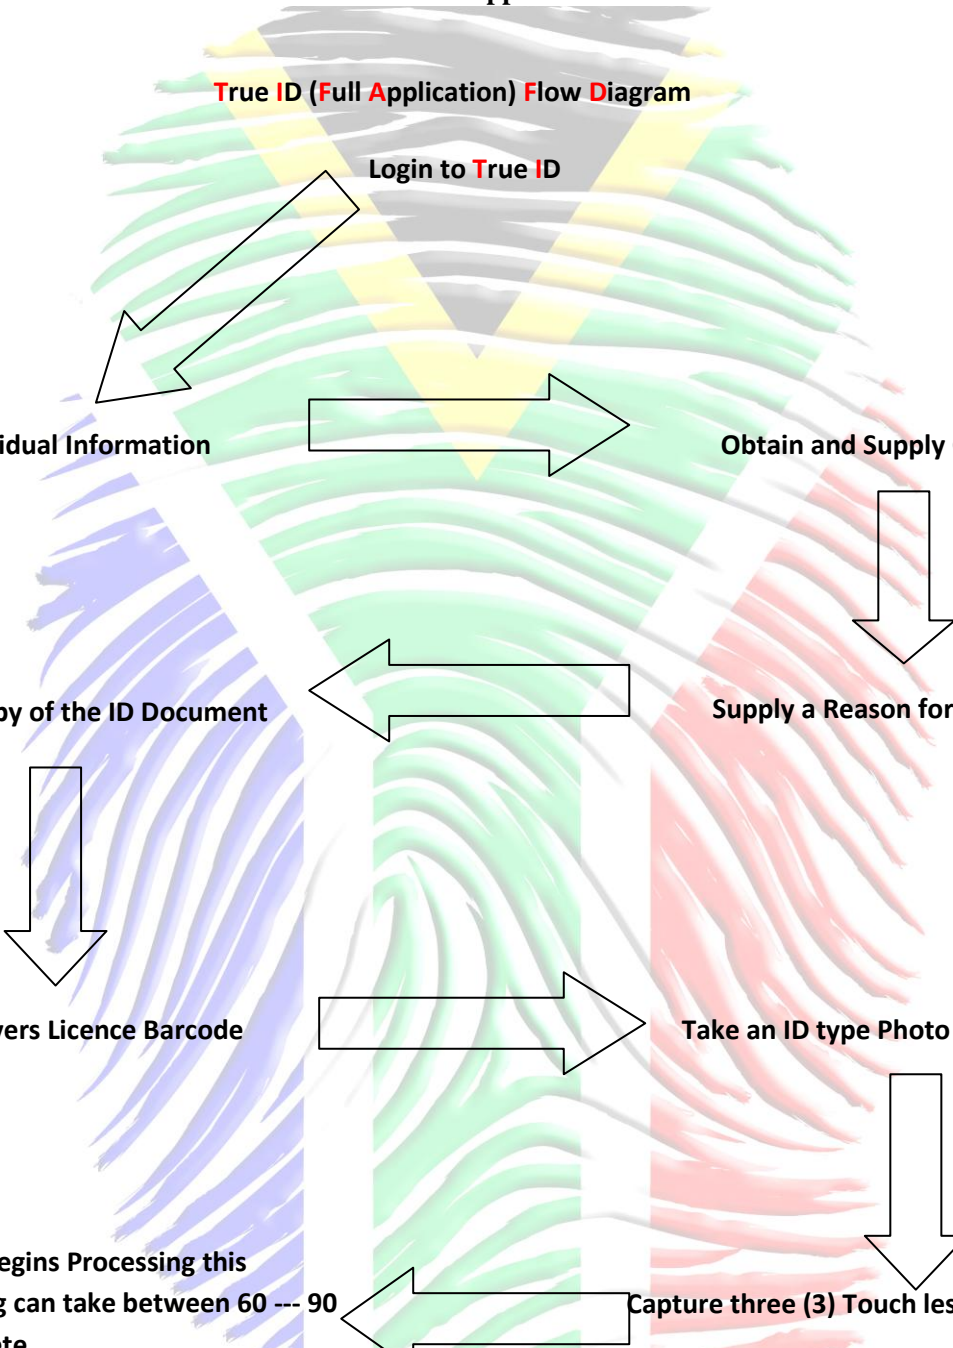 True ID (Full Application) Flow Diagram
Login to True ID
idual Information
Obtain and Supply
py of the ID Document
Supply a Reason for
vers Licence Barcode
Take an ID type Photo
egins Processing this
g can take between 60 --- 90
Capture three (3) Touch les